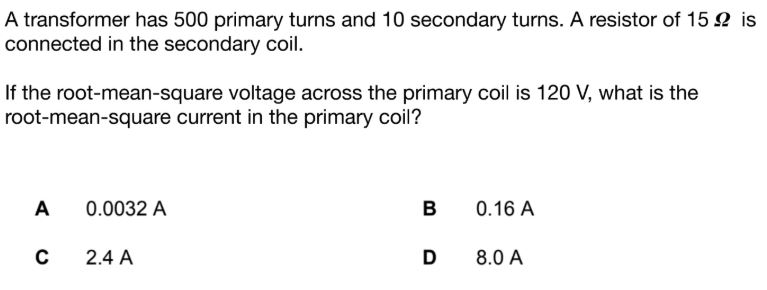 A transformer has 500 primary turns and 10 secondary turns. A resistor of 15 Ω is
connected in the secondary coil.
If the root-mean-square voltage across the primary coil is 120 V, what is the
root-mean-square current in the primary coil?
A 0.0032 A B 0.16 A
C 2.4 A D 8.0 A